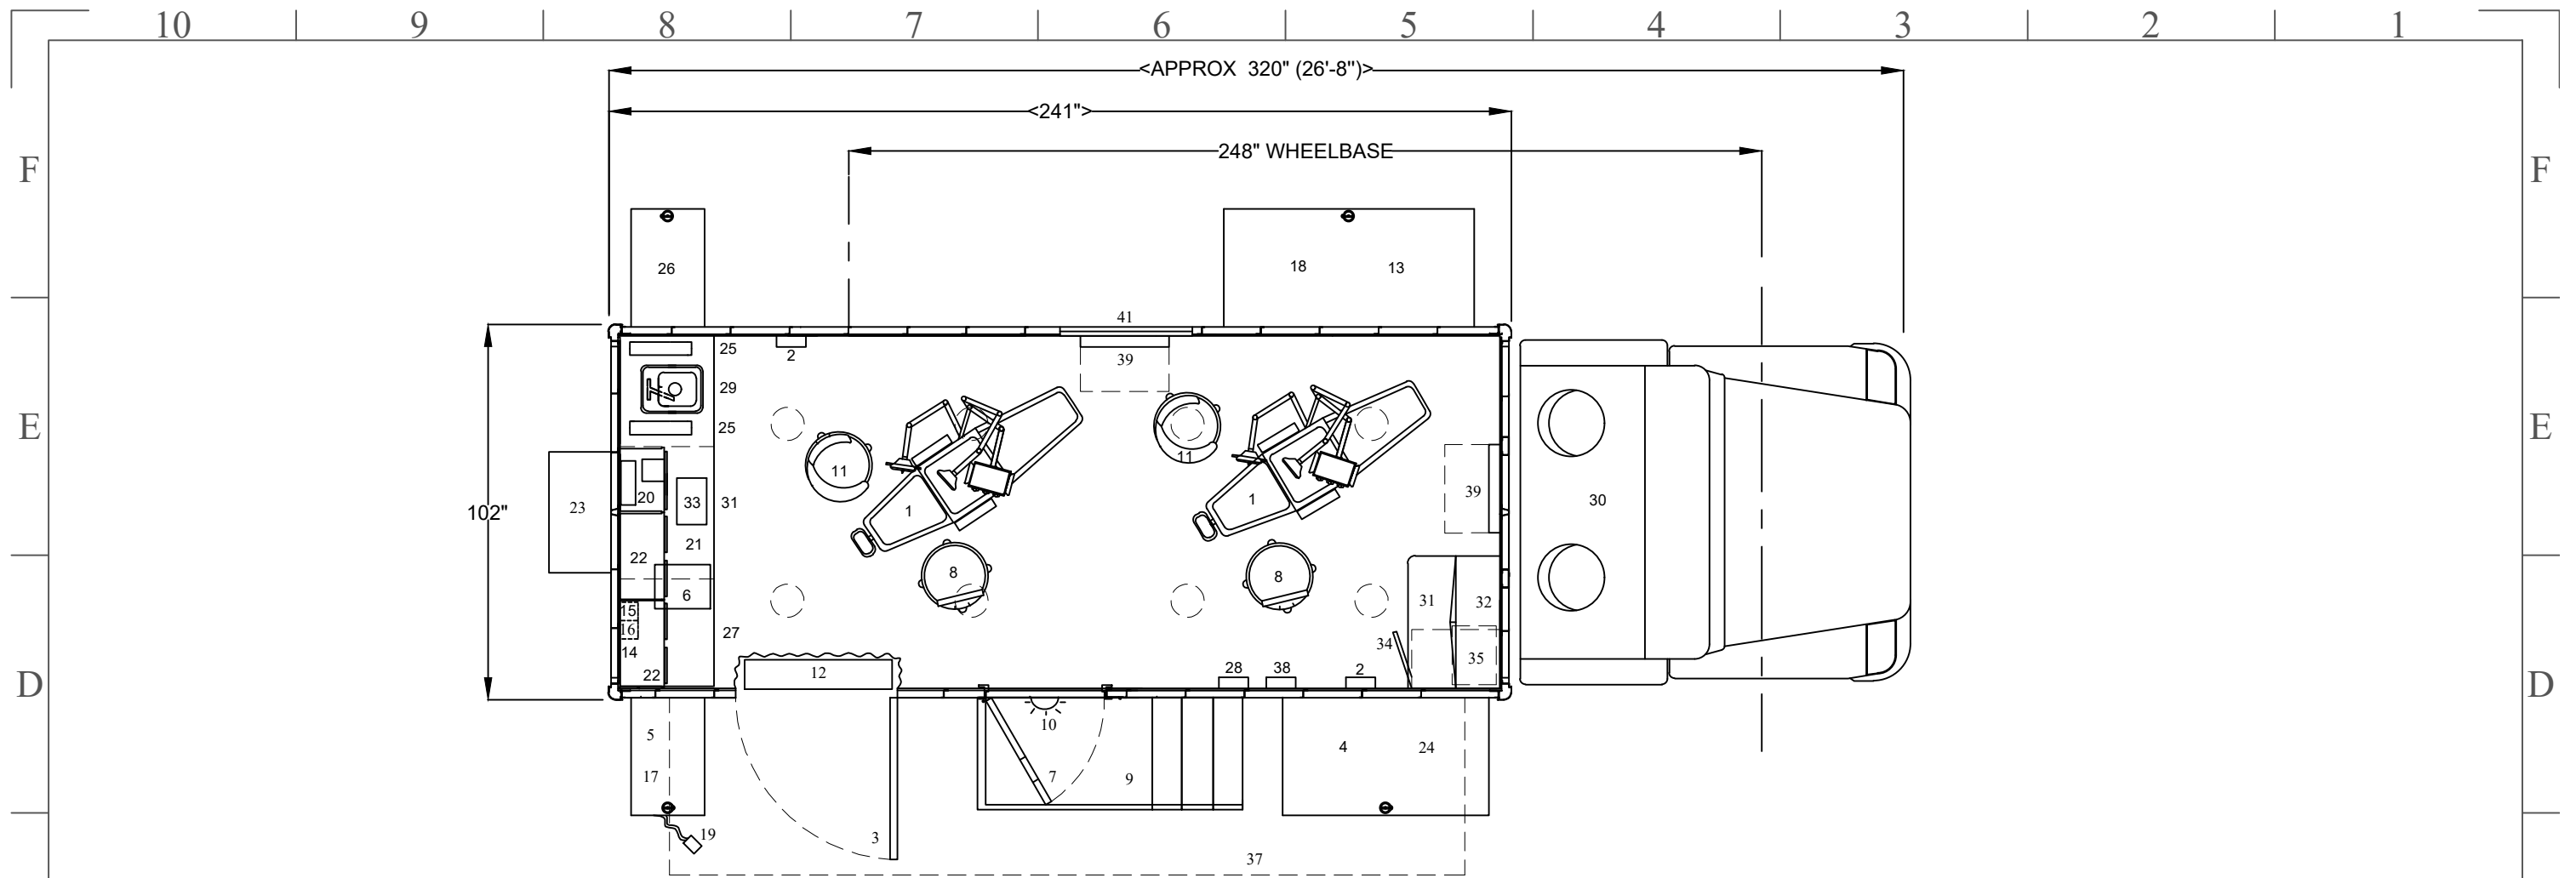 10 9 8 7 6 5 4 3 2 1
<APPROX 320" (26'-8")>
<241">
248" WHEELBASE
F F
26 18 13
41
25 2 39
29
25
E E
11 11
20 33 31 39 30
23 102" 1 1
21
22 8 8
6 31 32
15
16 27
14 34 35
22 12 28 38 2
D D
5 10 4 24
17 7 9
19 3
37